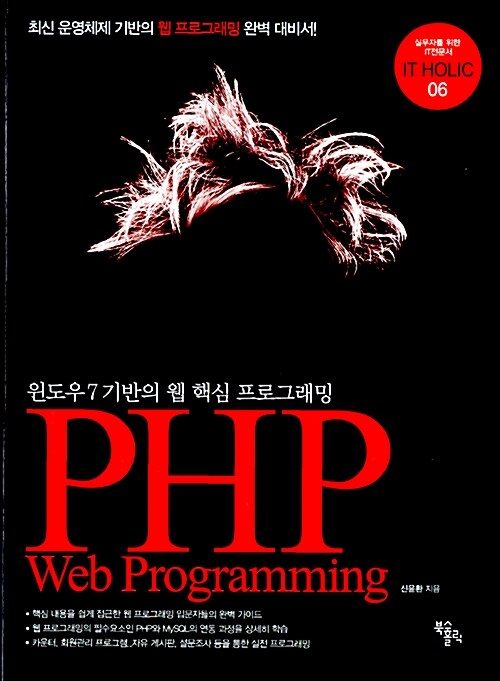 최신 운영체제 기반의 웹 프로그래밍 완벽 대비서!
실무자를 위한
IT전문서
IT HOLIC
06
윈도우 7 기반의 웹 핵심 프로그래밍
PHP
Web Programming
신윤환 지음
• 핵심 내용을 쉽게 접근한 웹 프로그래밍 입문자들의 완벽 가이드
• 웹 프로그래밍의 필수요소인 PHP와 MySQL의 연동 과정을 상세히 학습
• 카운터, 회원관리 프로그램, 자유 게시판, 설문조사 등을 통한 실전 프로그래밍
북스
홀릭